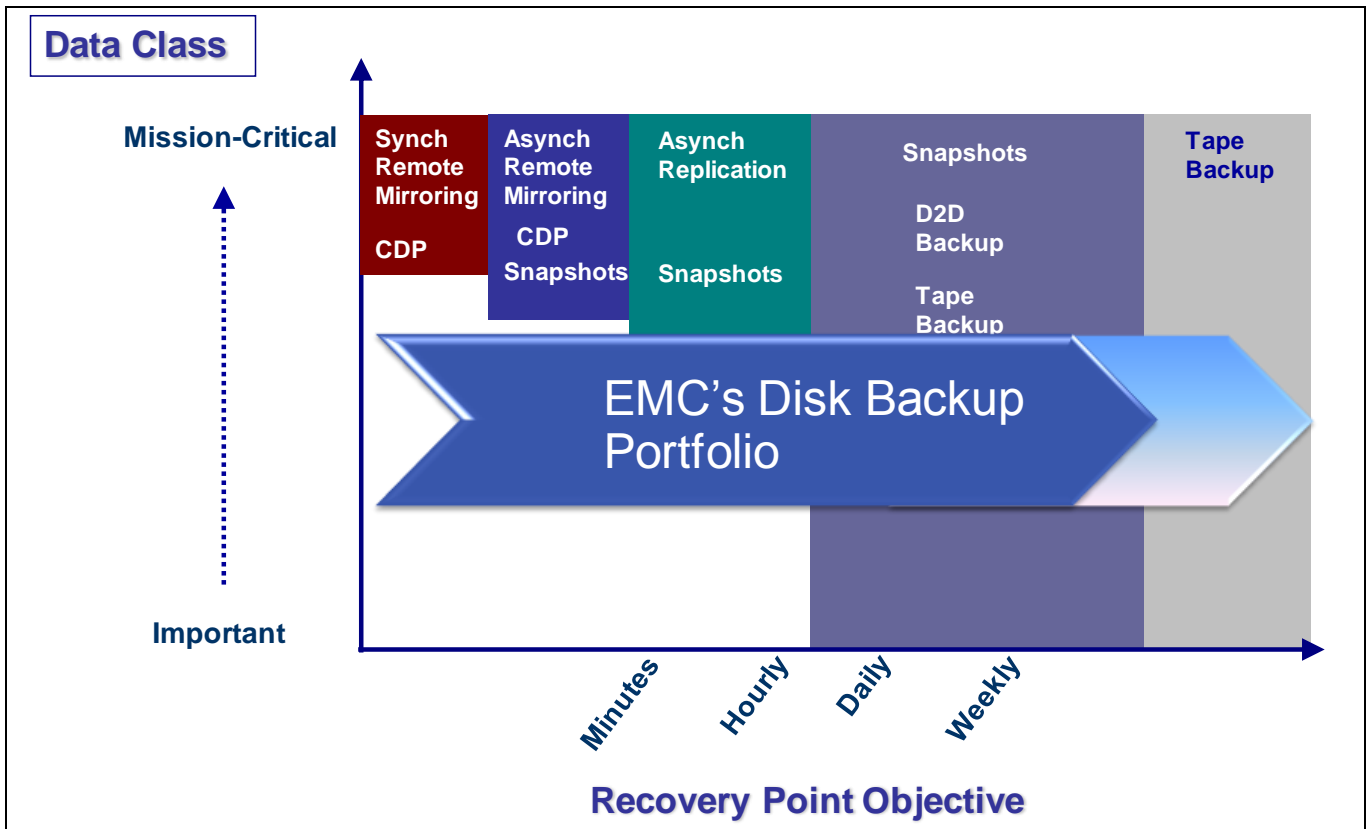 Data Class
Mission-Critical
Synch
Remote
Mirroring
CDP
Asynch
Remote
Mirroring
CDP
Snapshots
Asynch
Replication
Snapshots
Snapshots
D2D
Backup
Tape
Backup
Tape
Backup
EMC’s Disk Backup
Portfolio
Important
Minutes
Hourly
Daily
Weekly
Recovery Point Objective